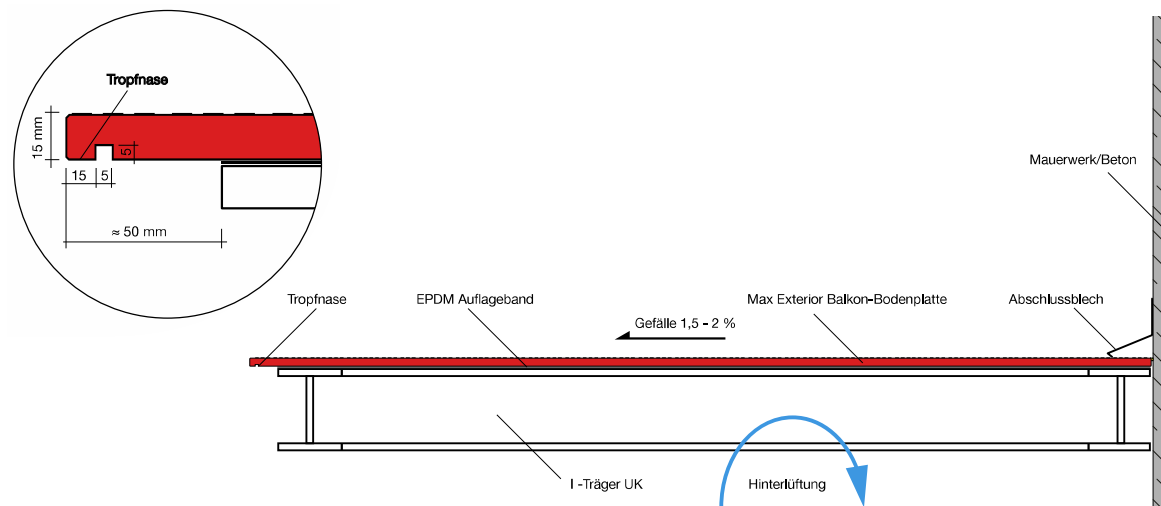 Tropfnase
15 mm
5
15
5
≈ 50 mm
Mauerwerk/Beton
Tropfnase
EPDM Auflageband
Max Exterior Balkon-Bodenplatte
Abschlussblech
Gefälle 1,5 - 2 %
I -Träger UK
Hinterlüftung